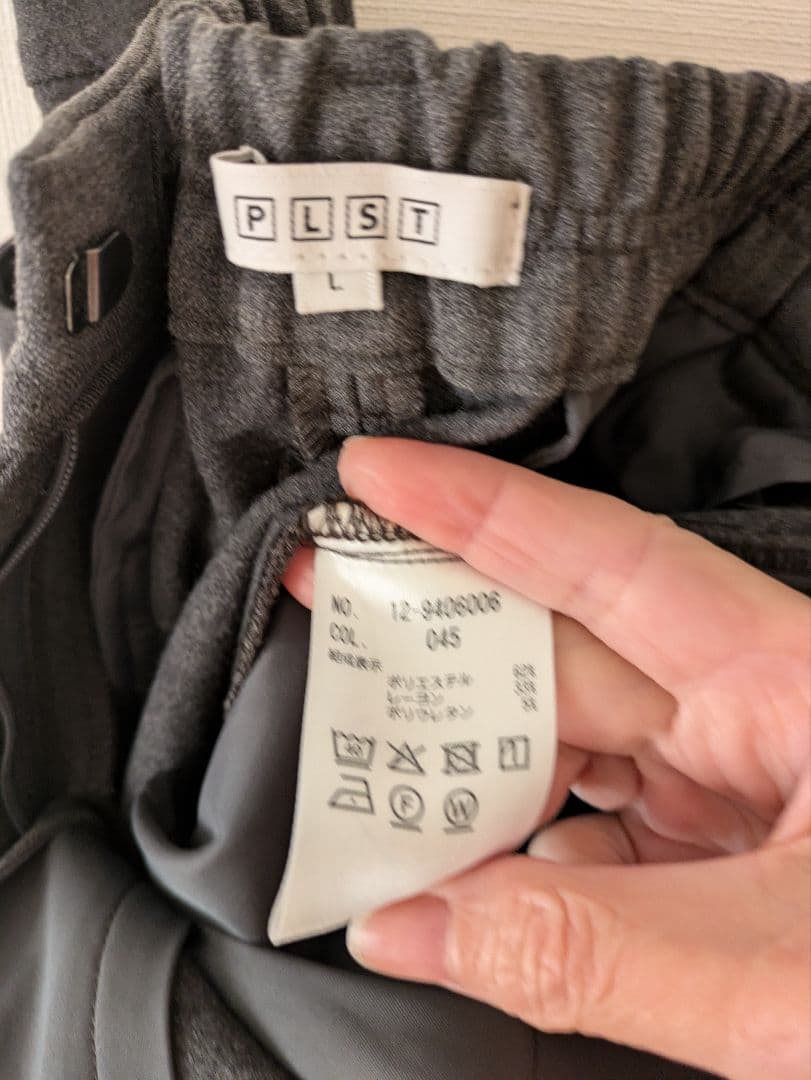 PLST
L
NO. 12-9406006
COL. 045
組成表示
ポリエステル
レーヨン
ポリウレタン
40
F
W